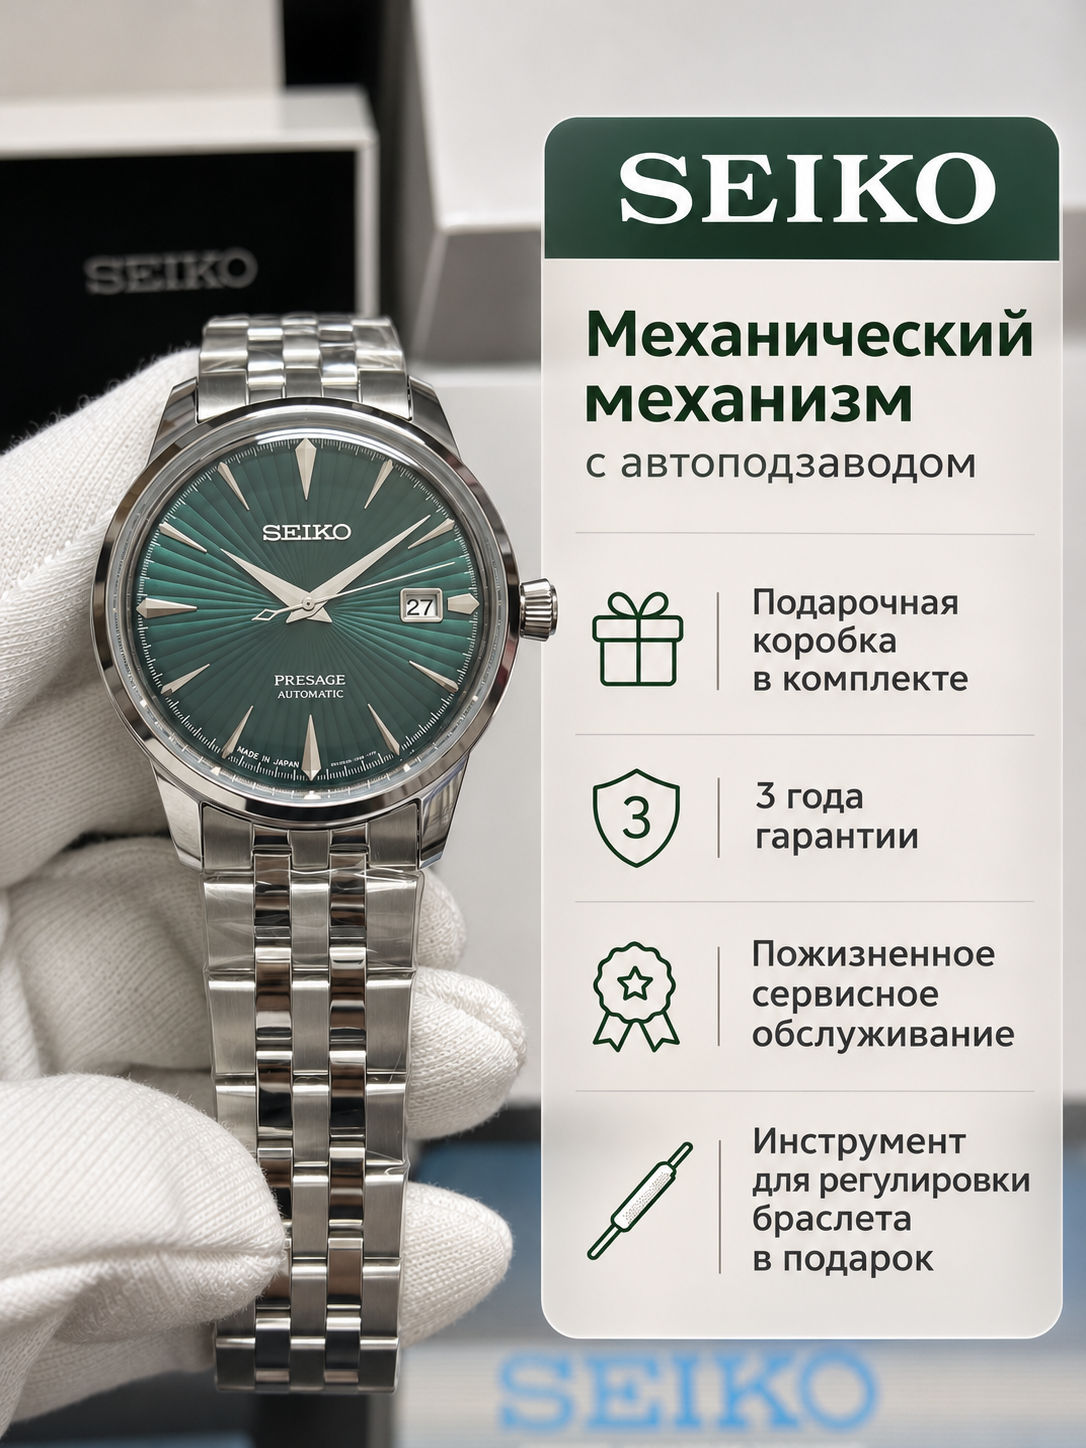 SEIKO
SEIKO
Механический
механизм
с автоподзаводом
SEIKO
27
PRESAGE
AUTOMATIC
MADE IN JAPAN
Подарочная
коробка
в комплекте
3
3 года
гарантии
Пожизненное
сервисное
обслуживание
Инструмент
для регулировки
браслета
в подарок
SEIKO